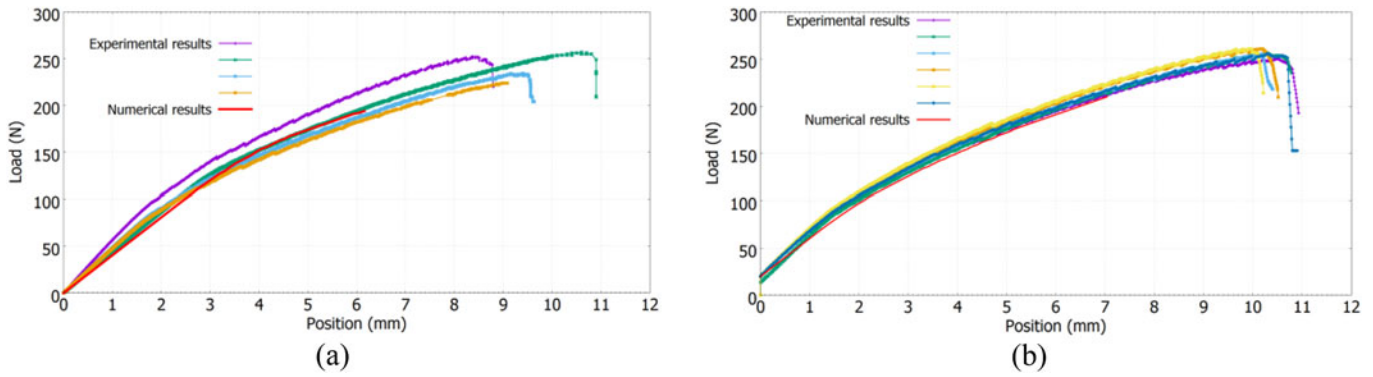 300
250
200
150
100
50
0
Load (N)
Experimental results
Numerical results
0 1 2 3 4 5 6 7 8 9 10 11 12
Position (mm)
(a)
300
250
200
150
100
50
0
Load (N)
Experimental results
Numerical results
0 1 2 3 4 5 6 7 8 9 10 11 12
Position (mm)
(b)